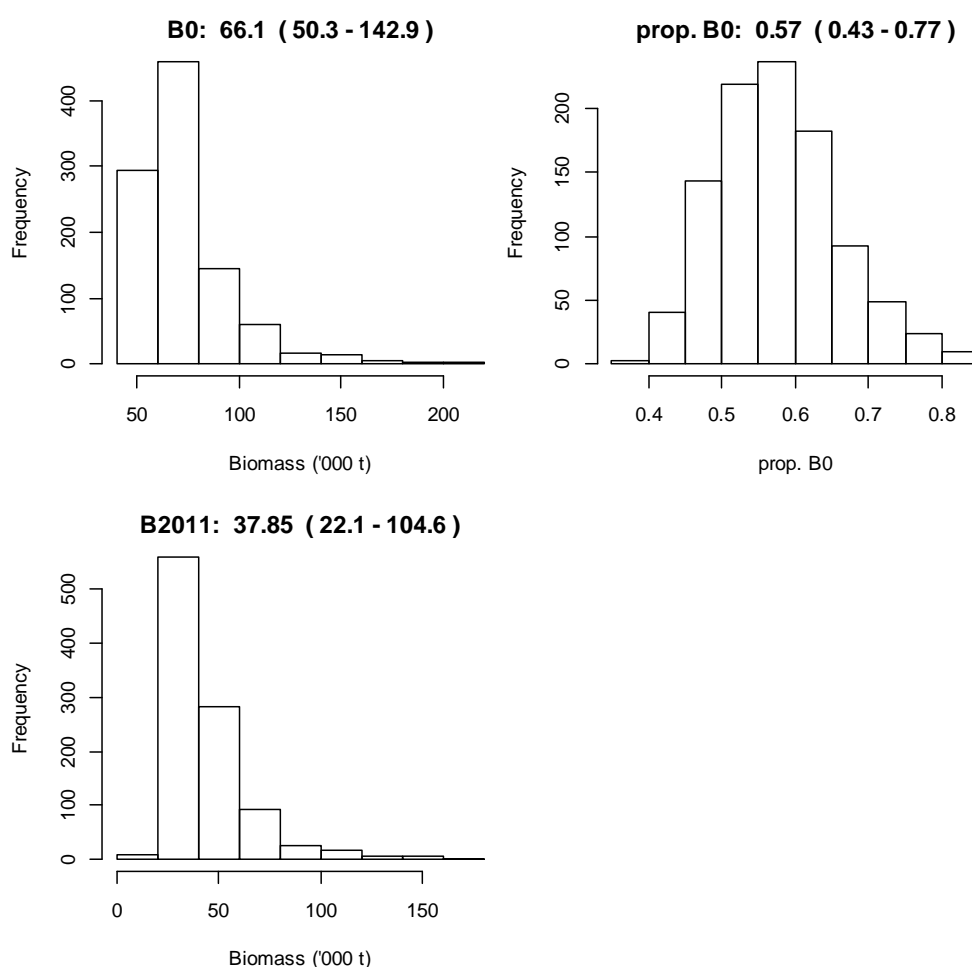 B0: 66.1 ( 50.3 - 142.9 )
Frequency
0 100 200 300 400
50 100 150 200
Biomass ('000 t)
prop. B0: 0.57 ( 0.43 - 0.77 )
Frequency
0 50 100 150 200
0.4 0.5 0.6 0.7 0.8
prop. B0
B2011: 37.85 ( 22.1 - 104.6 )
Frequency
0 100 200 300 400 500
0 50 100 150
Biomass ('000 t)